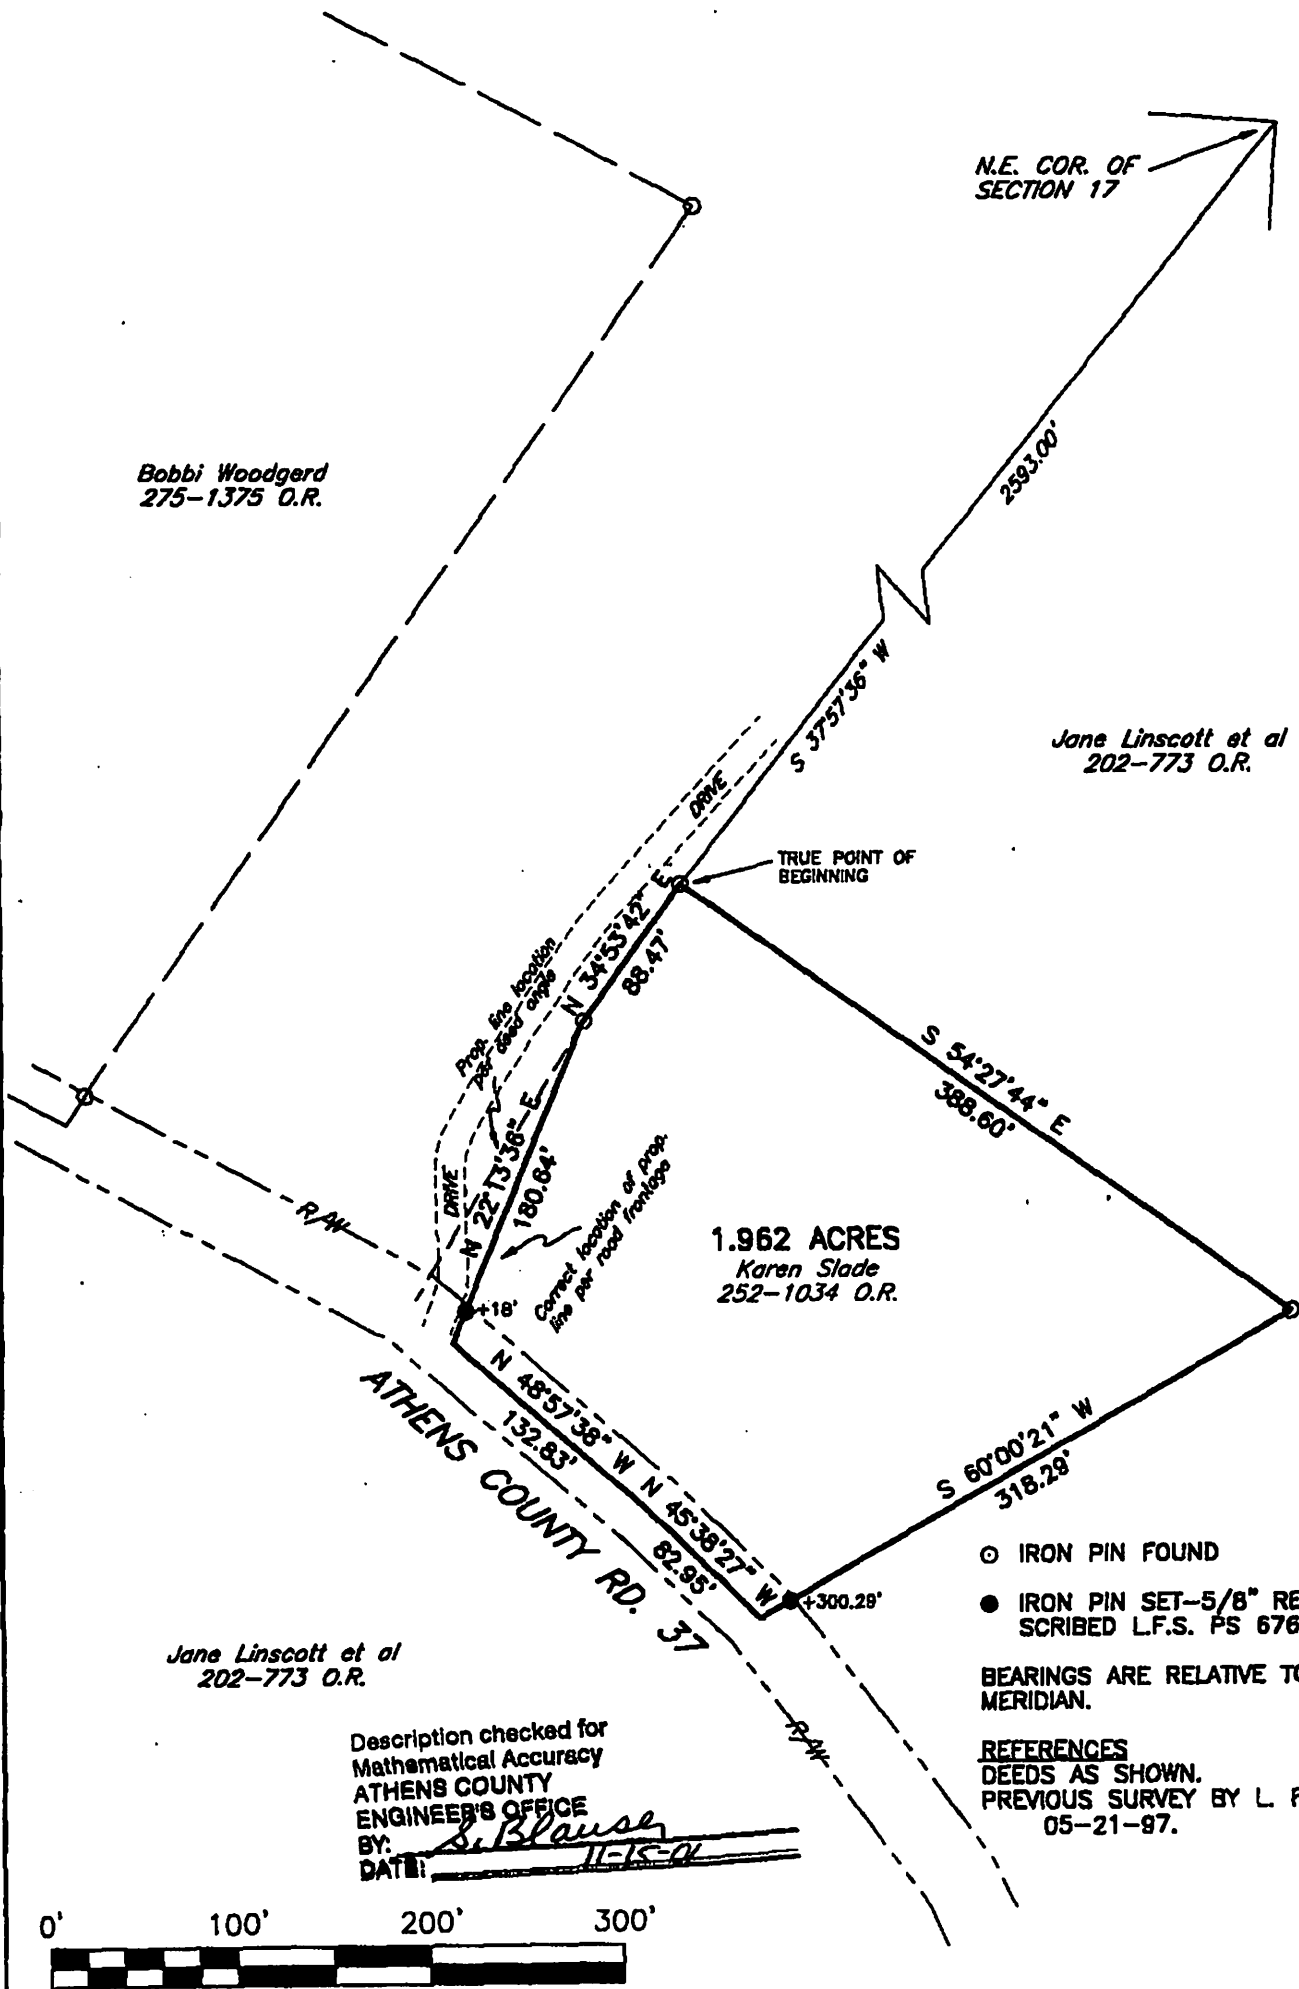 N.E. COR. OF
SECTION 17
2593.00'
Bobbi Woodgerd
275-1375 O.R.
S 37°57'36" W
Jane Linscott et al
202-773 O.R.
DRIVE
TRUE POINT OF
BEGINNING
N 34°53'42" E
88.47'
Prop. line location
per deed angle
S 54°27'44" E
388.60'
N 22°13'36" E
180.64'
DRIVE
R/W
Correct location of prop.
line per road frontage
1.962 ACRES
Karen Slade
252-1034 O.R.
+18'
N 48°57'38" W
132.83'
N 45°38'27" W
82.95'
ATHENS COUNTY RD. 37
S 60°00'21" W
318.29'
+300.29'
IRON PIN FOUND
IRON PIN SET-5/8" RE
SCRIBED L.F.S. PS 676
BEARINGS ARE RELATIVE TO
MERIDIAN.
REFERENCES
DEEDS AS SHOWN.
PREVIOUS SURVEY BY L. F
05-21-97.
R/W
Jane Linscott et al
202-773 O.R.
Description checked for
Mathematical Accuracy
ATHENS COUNTY
ENGINEER'S OFFICE
BY: S. Blauser
DATE: 11-15-01
0' 100' 200' 300'